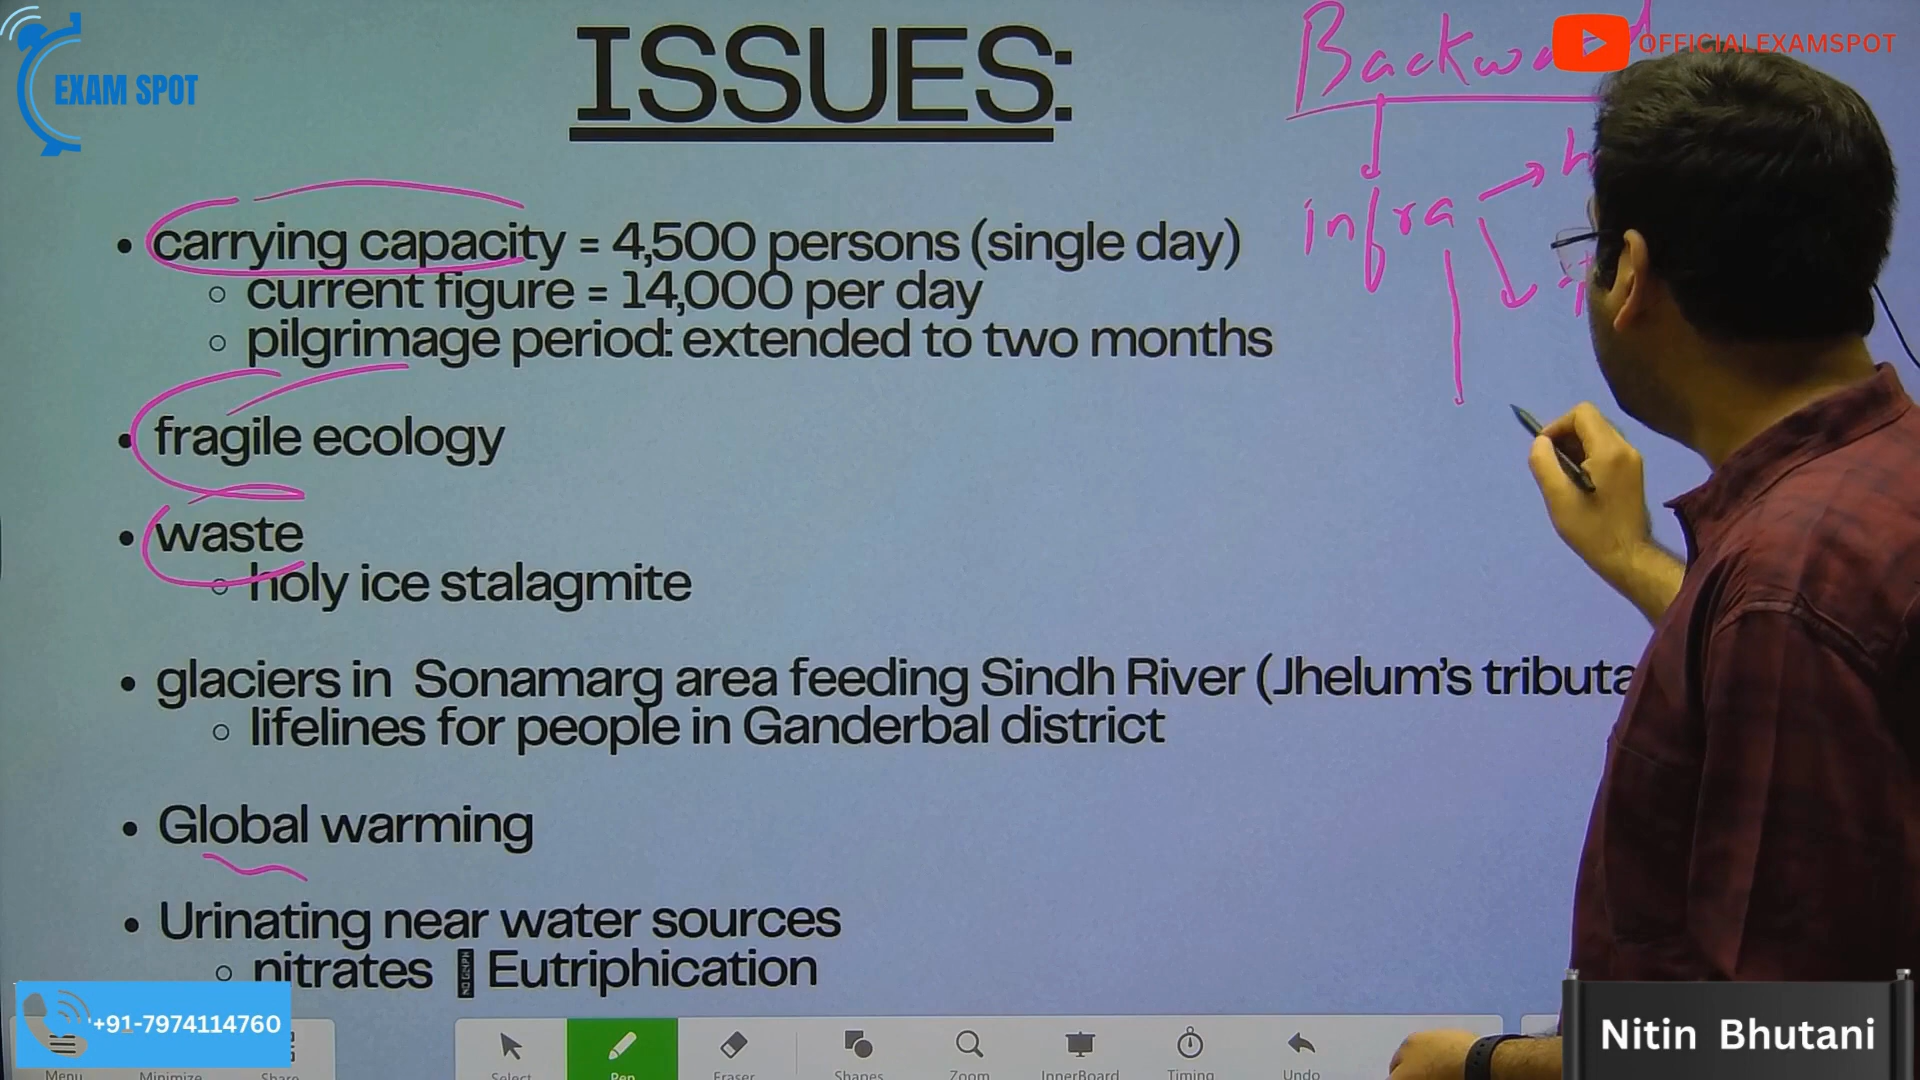 EXAM SPOT
ISSUES:
OFFICIALEXAMSPOT
infra
• carrying capacity = 4,500 persons (single day)
○ current figure = 14,000 per day
○ pilgrimage period: extended to two months
• fragile ecology
• waste
○ holy ice stalagmite
• glaciers in Sonamarg area feeding Sindh River (Jhelum's
○ lifelines for people in Ganderbal district
• Global warming
• Urinating near water sources
○ nitrates Eutriphication
+91-7974114760
Nitin Bhutani
Menu Minimize Share Select Pen Eraser Shapes Zoom InnerBoard Timing Undo